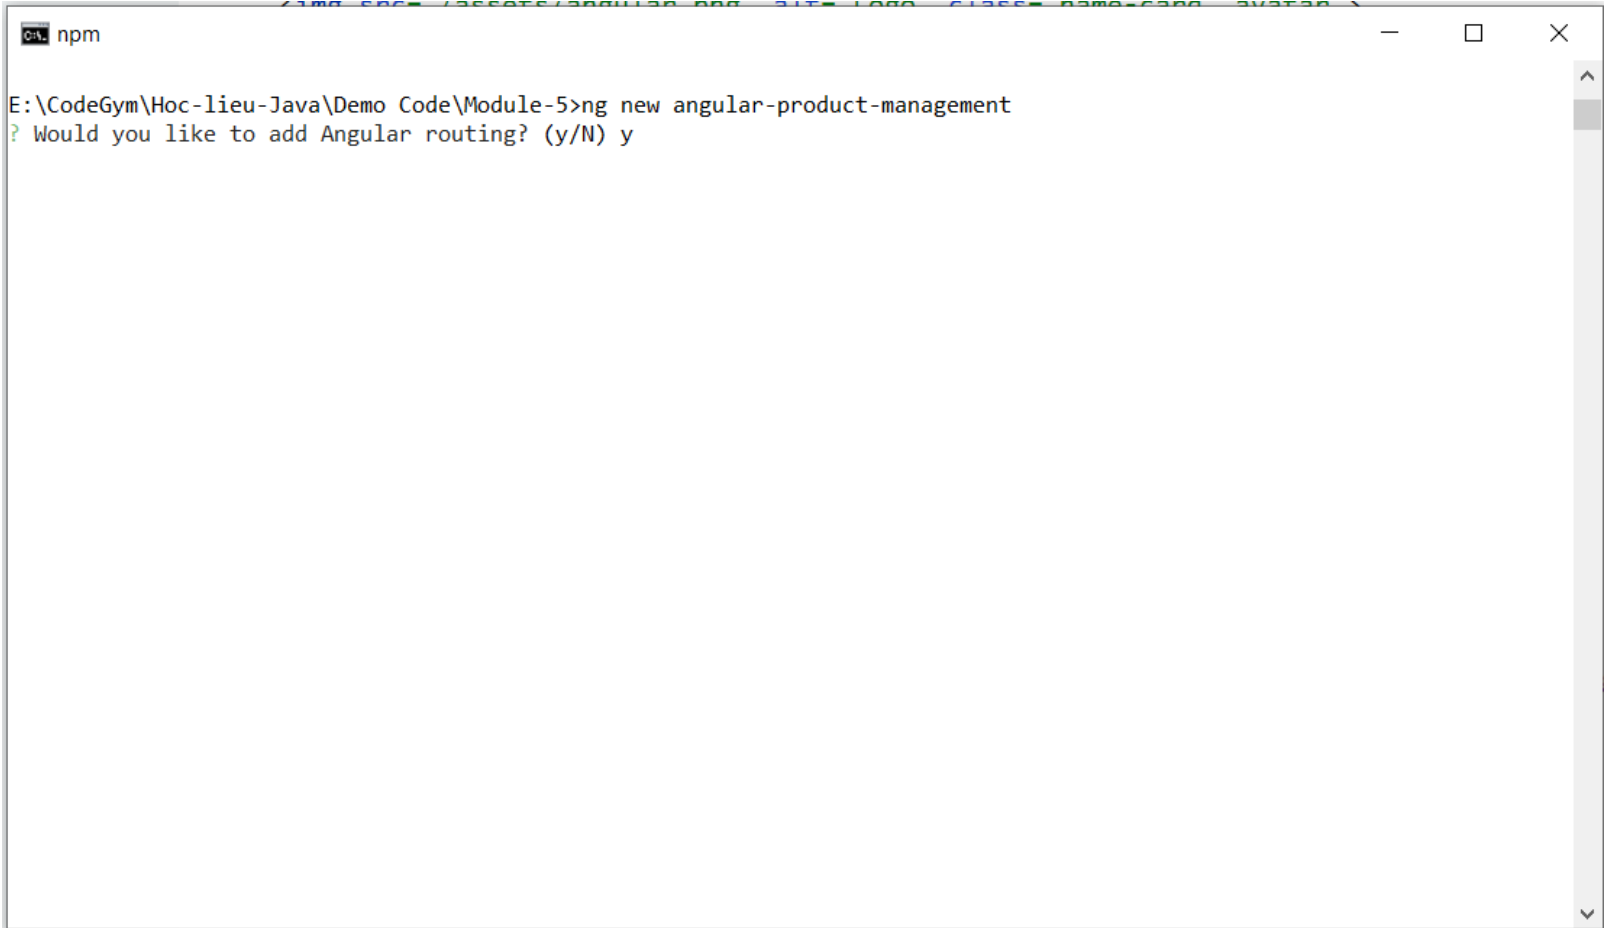 npm
E:\CodeGym\Hoc-lieu-Java\Demo Code\Module-5>ng new angular-product-management
? Would you like to add Angular routing? (y/N) y